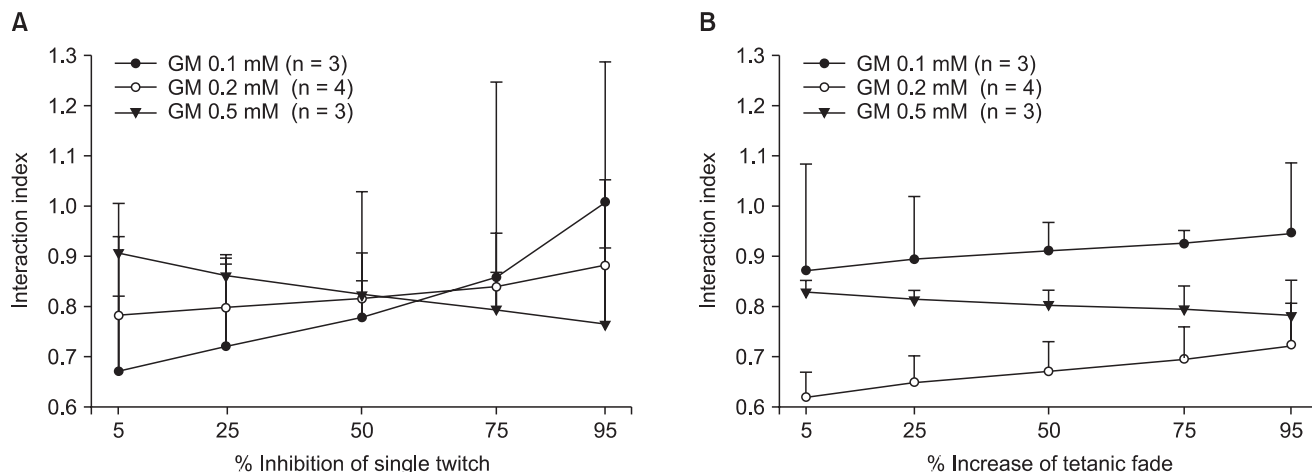 A
GM 0.1 mM (n = 3)
GM 0.2 mM (n = 4)
GM 0.5 mM (n = 3)
Interaction index
1.3
1.2
1.1
1.0
0.9
0.8
0.7
0.6
5 25 50 75 95
% Inhibition of single twitch
B
GM 0.1 mM (n = 3)
GM 0.2 mM (n = 4)
GM 0.5 mM (n = 3)
Interaction index
1.3
1.2
1.1
1.0
0.9
0.8
0.7
0.6
5 25 50 75 95
% Increase of tetanic fade